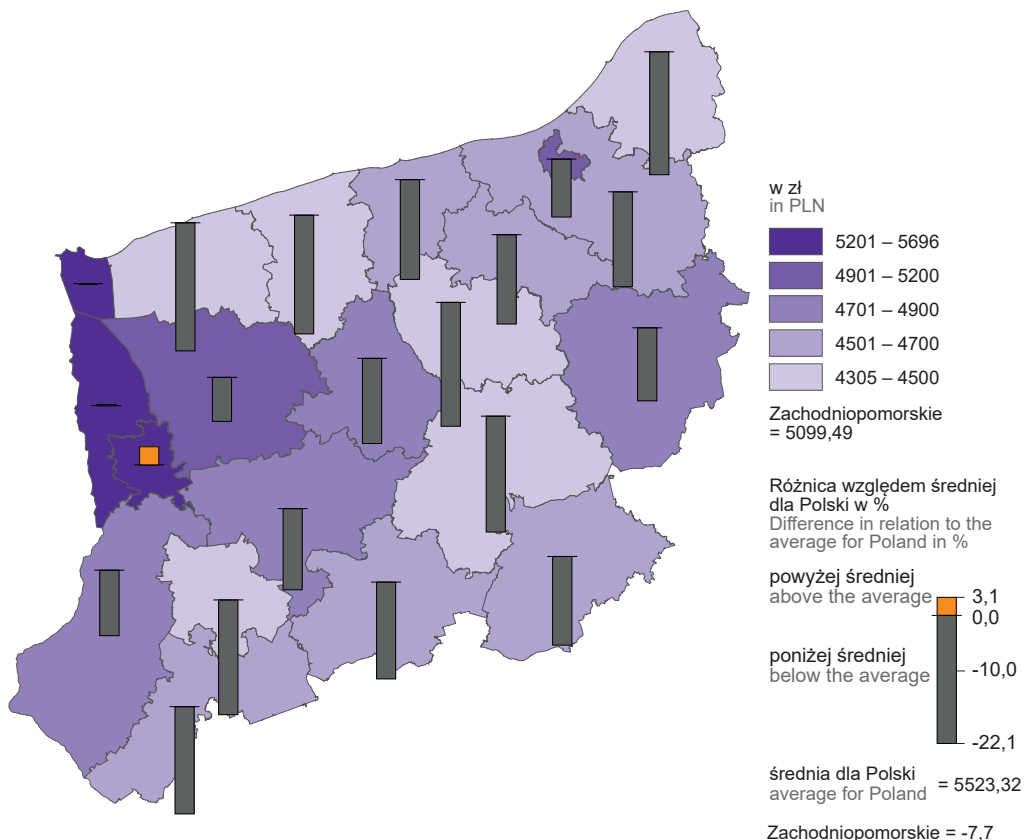 w zł
in PLN
5201 – 5696
4901 – 5200
4701 – 4900
4501 – 4700
4305 – 4500
Zachodniopomorskie
= 5099,49
Różnica względem średniej
dla Polski w %
Difference in relation to the
average for Poland in %
powyżej średniej
above the average
3,1
0,0
poniżej średniej
below the average
-10,0
-22,1
średnia dla Polski
average for Poland
= 5523,32
Zachodniopomorskie = -7,7